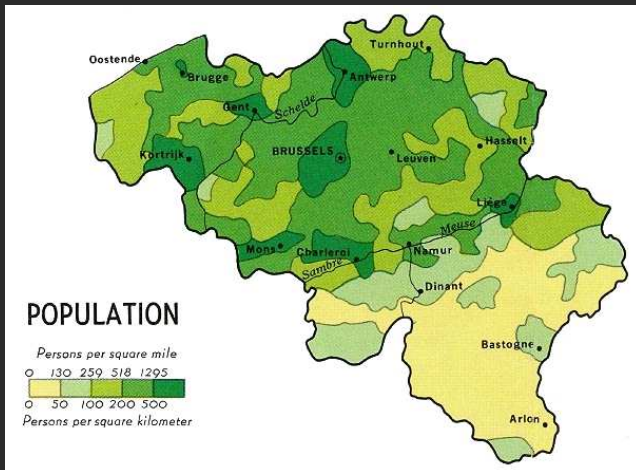 Turnhout
Oostende
Brugge
Antwerp
Gent
Schelde
Kortrijk
BRUSSELS
Leuven
Hasselt
Liége
Meuse
Mons
Charleroi
Namur
Sambre
Dinant
POPULATION
Persons per square mile
0 130 259 518 1295
0 50 100 200 500
Persons per square kilometer
Bastogne
Arlon